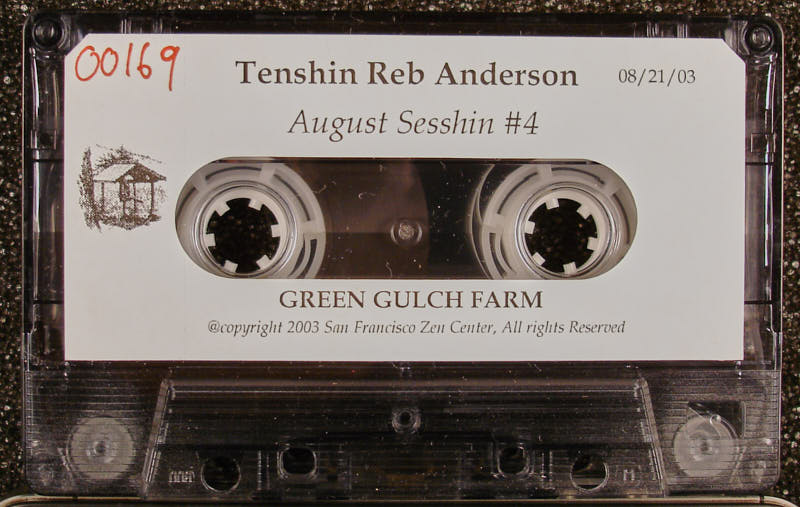 00169
Tenshin Reb Anderson
08/21/03
August Sesshin #4
GREEN GULCH FARM
@copyright 2003 San Francisco Zen Center, All rights Reserved